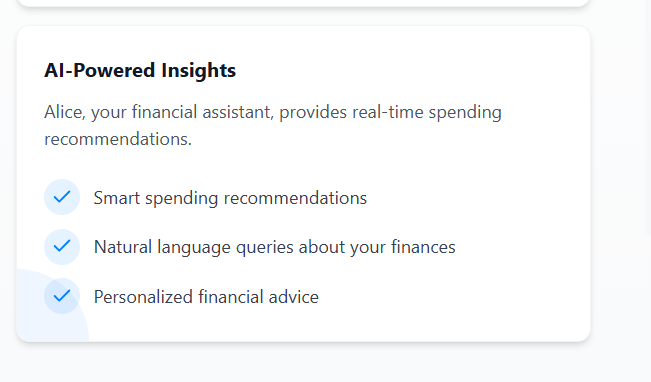 AI-Powered Insights
Alice, your financial assistant, provides real-time spending
recommendations.
Smart spending recommendations
Natural language queries about your finances
Personalized financial advice